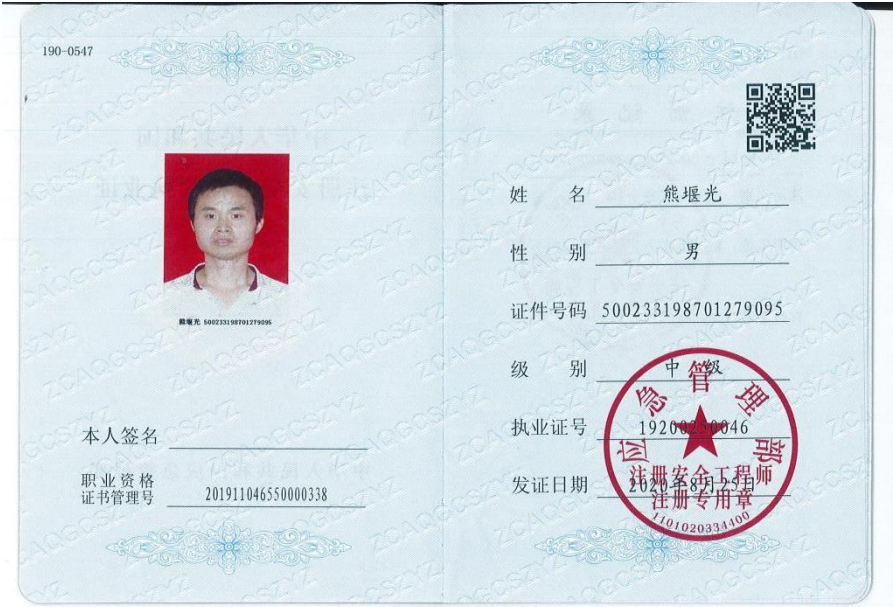 190-0547
熊堰光 500233198701279095
本人签名
职业资格
证书管理号 201911046550000338
姓 名 熊堰光
性 别 男
证件号码 500233198701279095
级 别 中级
执业证号 19200250046
发证日期 2020年8月25日
应急管理部
注册安全工程师
注册专用章
1101020334400